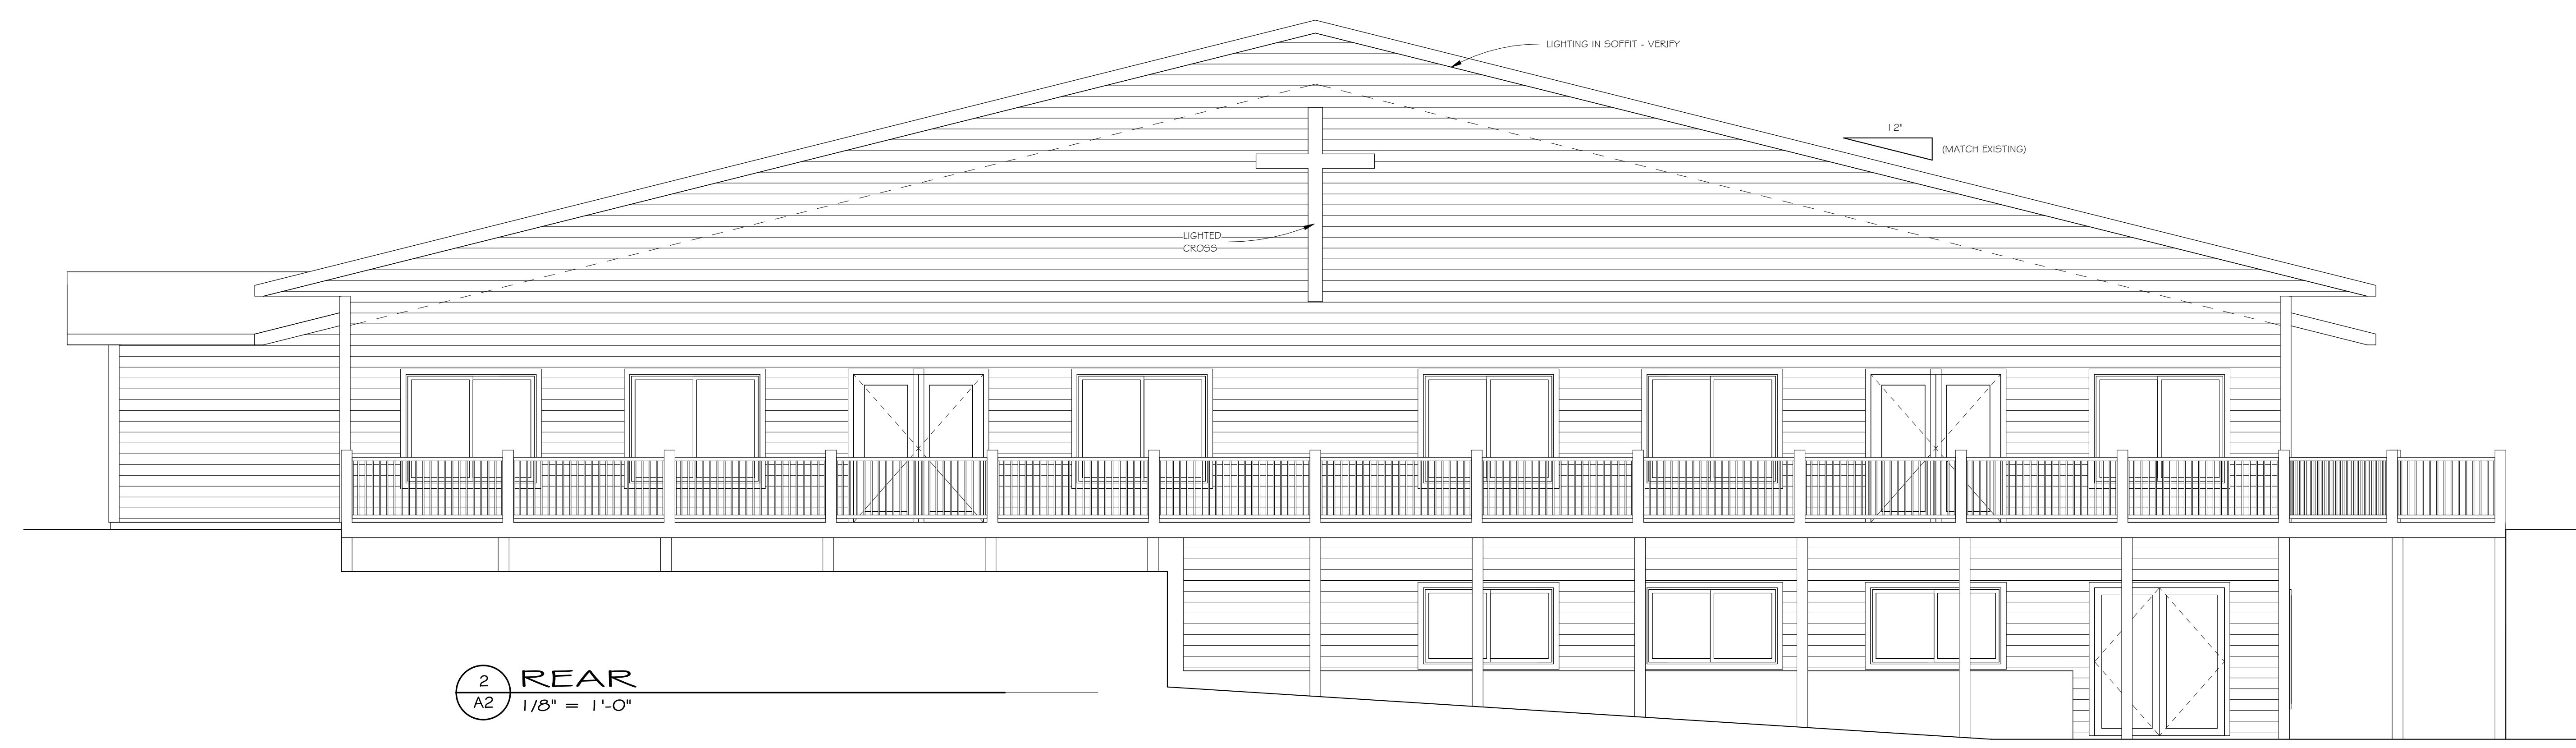 LIGHTING IN SOFFIT - VERIFY
12"
(MATCH EXISTING)
LIGHTED
CROSS
2
A2
REAR
1/8" = 1'-0"